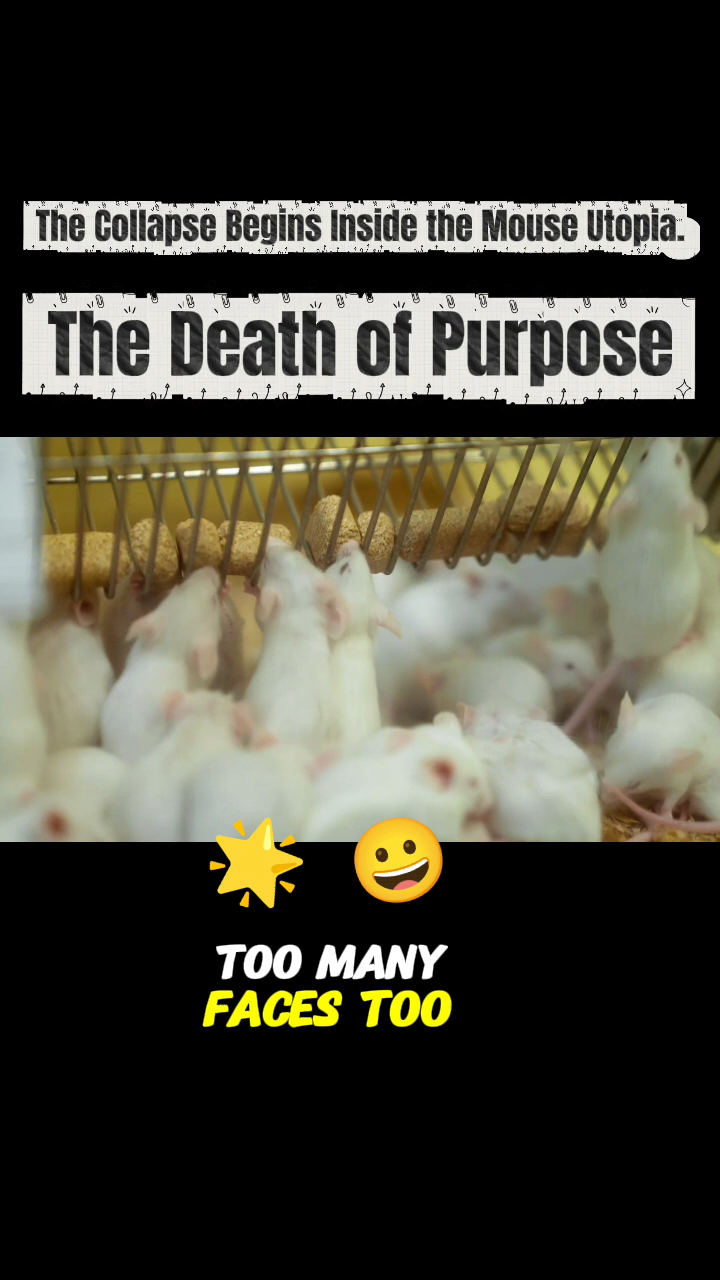 The Collapse Begins Inside the Mouse Utopia.
The Death of Purpose
TOO MANY
FACES TOO